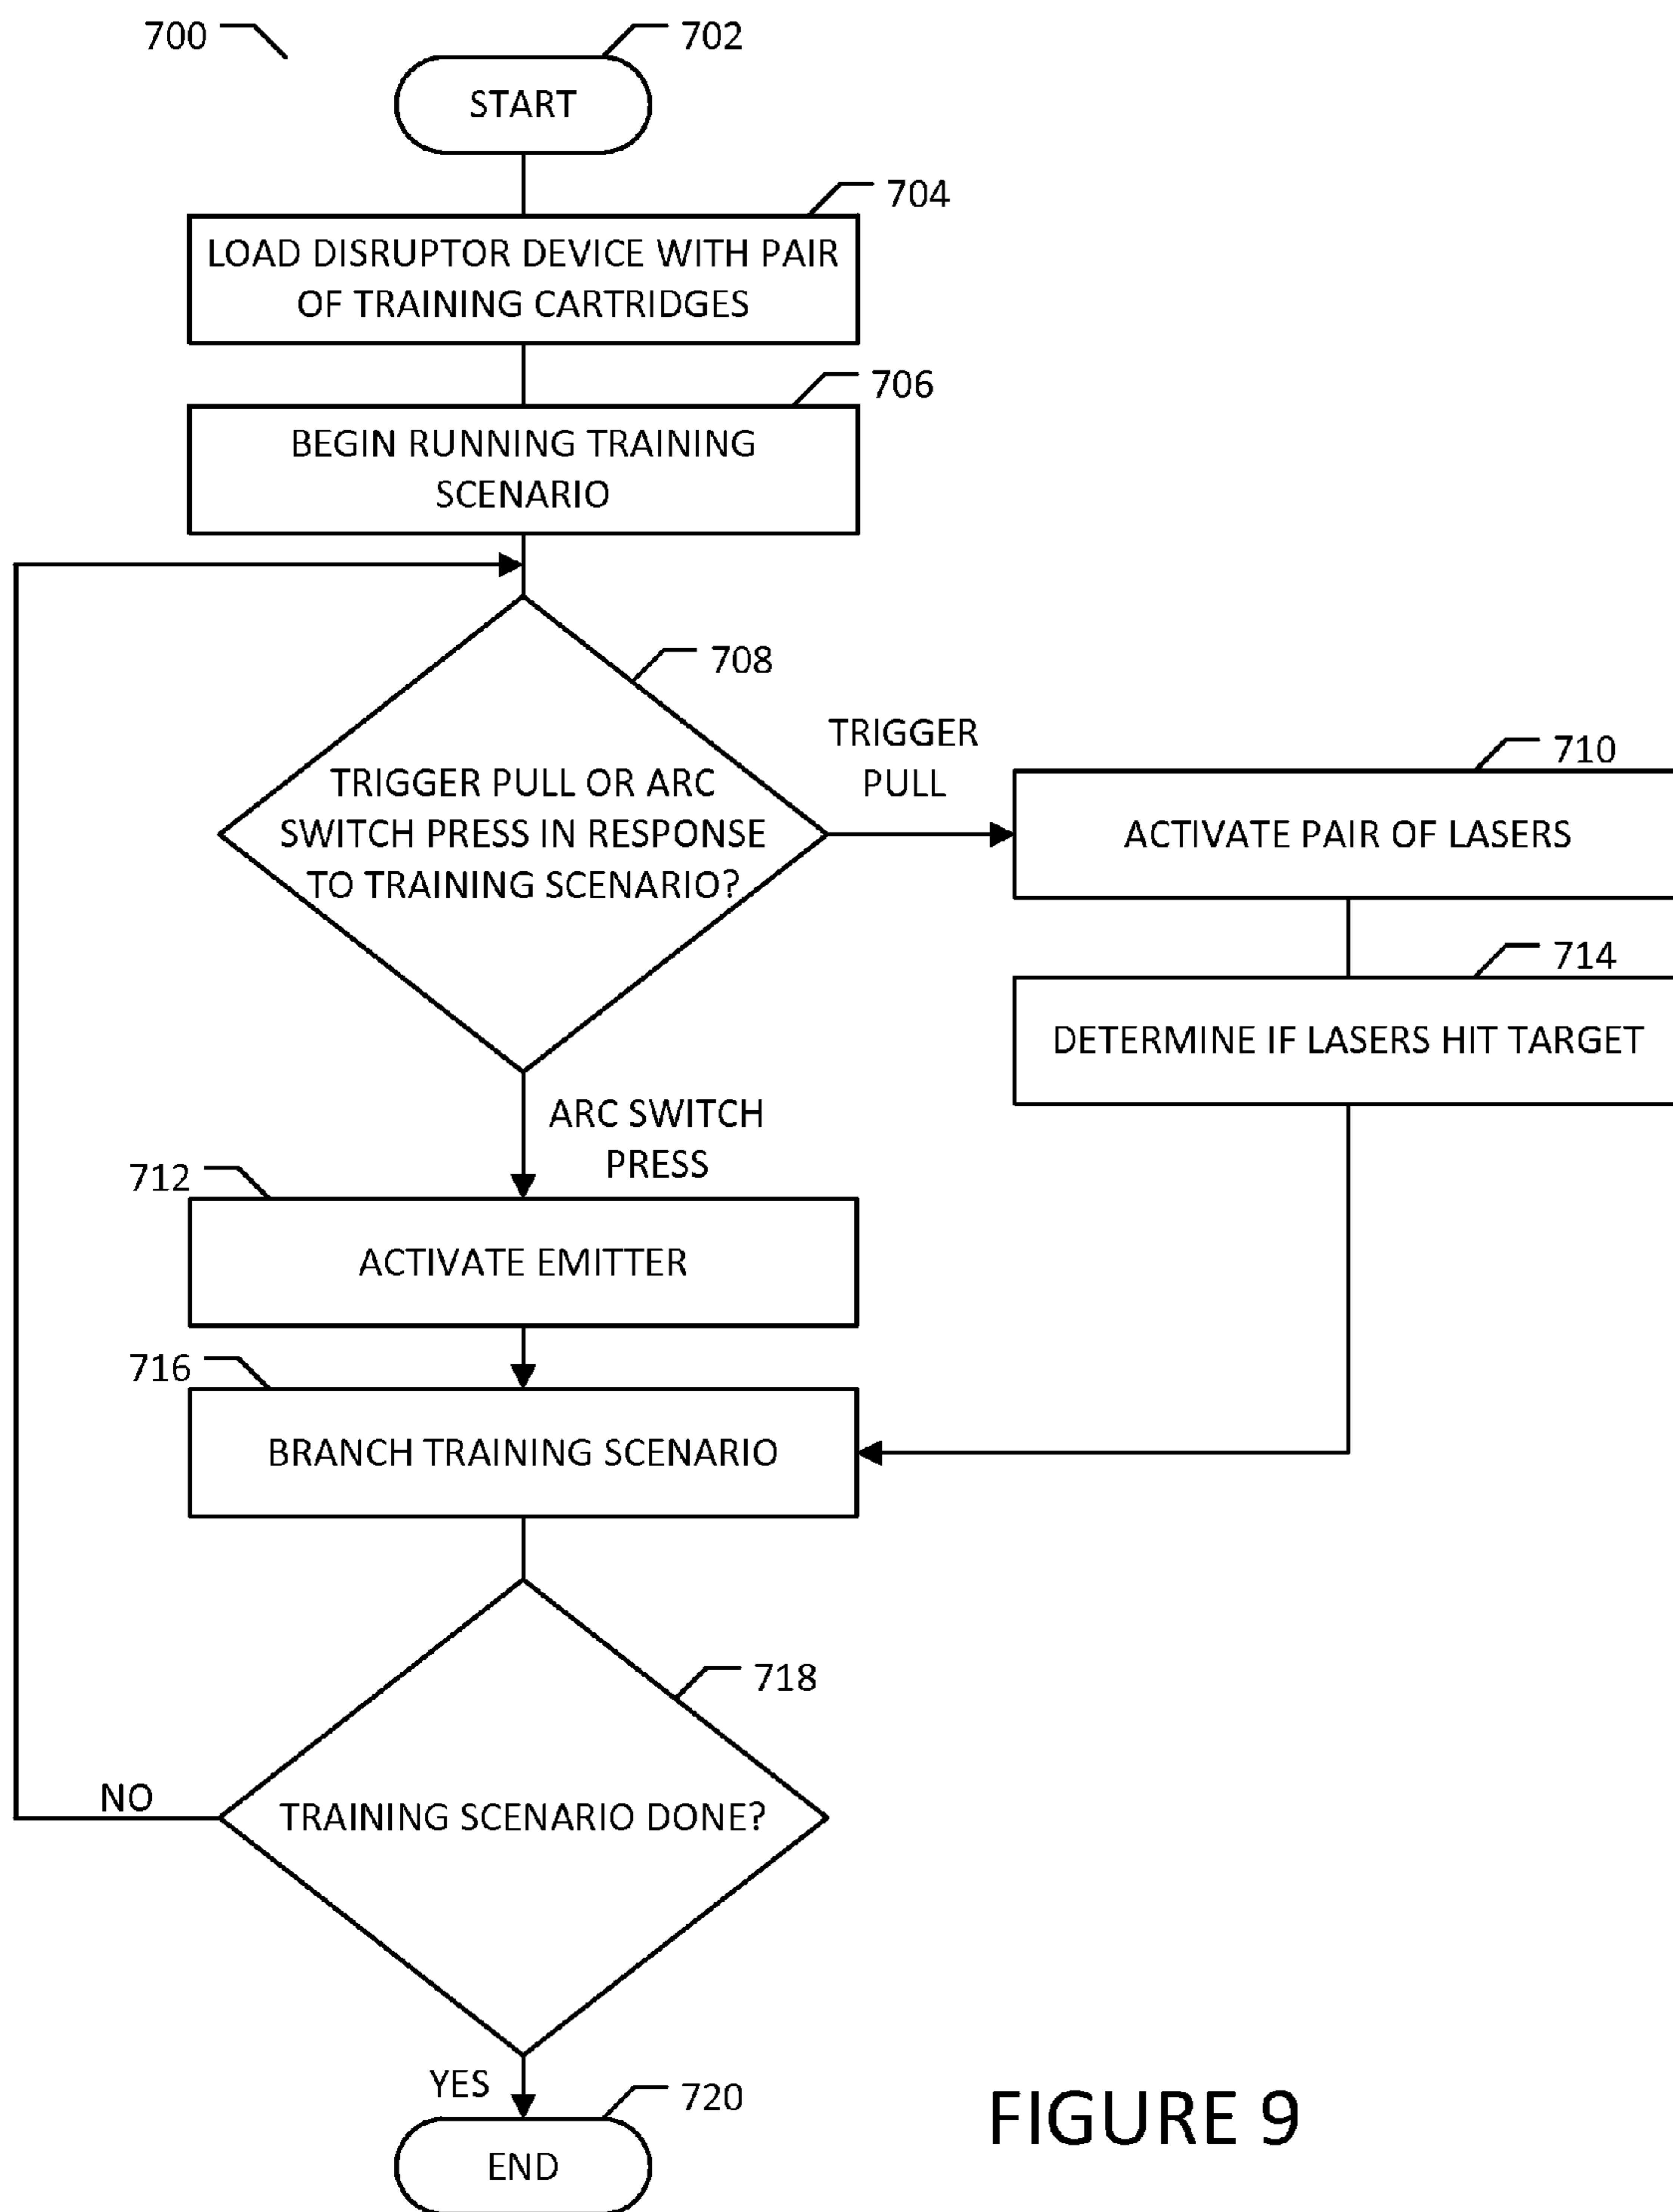 700
702
START
704
LOAD DISRUPTOR DEVICE WITH PAIR
OF TRAINING CARTRIDGES
706
BEGIN RUNNING TRAINING
SCENARIO
708
TRIGGER PULL OR ARC
SWITCH PRESS IN RESPONSE
TO TRAINING SCENARIO?
TRIGGER
PULL
710
ACTIVATE PAIR OF LASERS
714
DETERMINE IF LASERS HIT TARGET
ARC SWITCH
PRESS
712
ACTIVATE EMITTER
716
BRANCH TRAINING SCENARIO
718
TRAINING SCENARIO DONE?
NO
YES
720
END
FIGURE 9